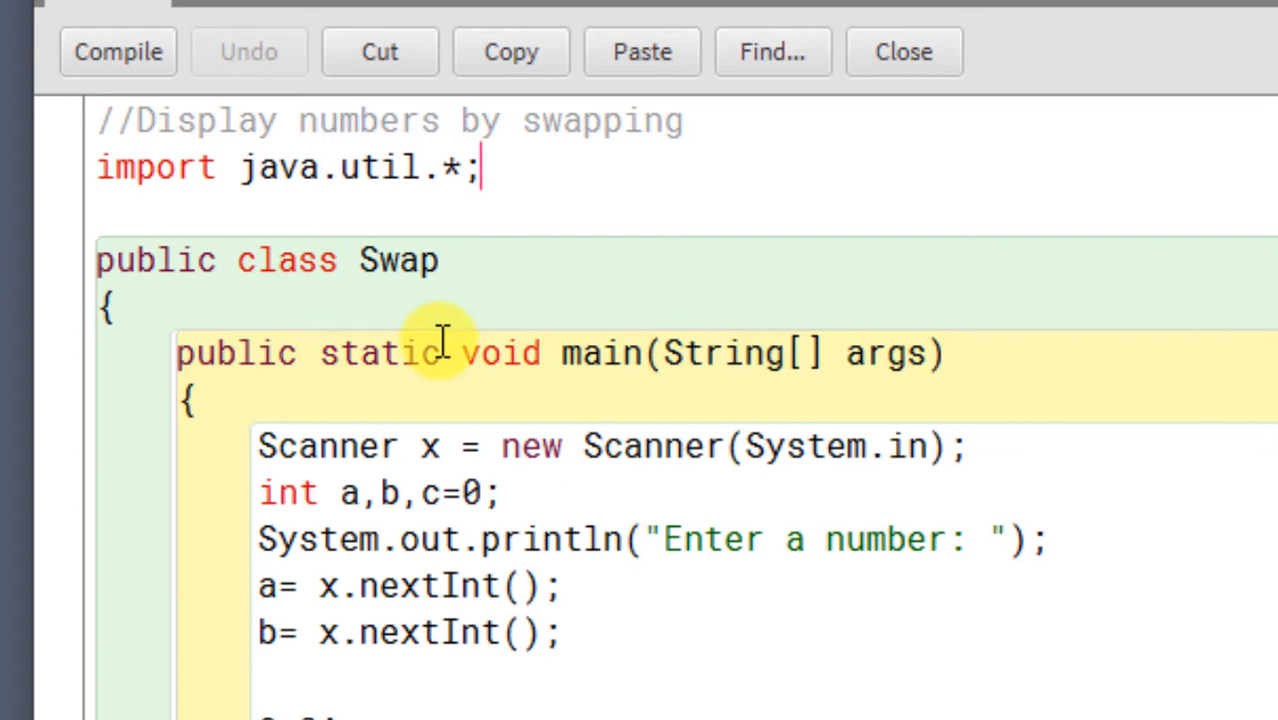 Compile Undo Cut Copy Paste Find... Close
//Display numbers by swapping
import java.util.*;
public class Swap
{
public static void main(String[] args)
{
Scanner x = new Scanner(System.in);
int a,b,c=0;
System.out.println("Enter a number: ");
a= x.nextInt();
b= x.nextInt();